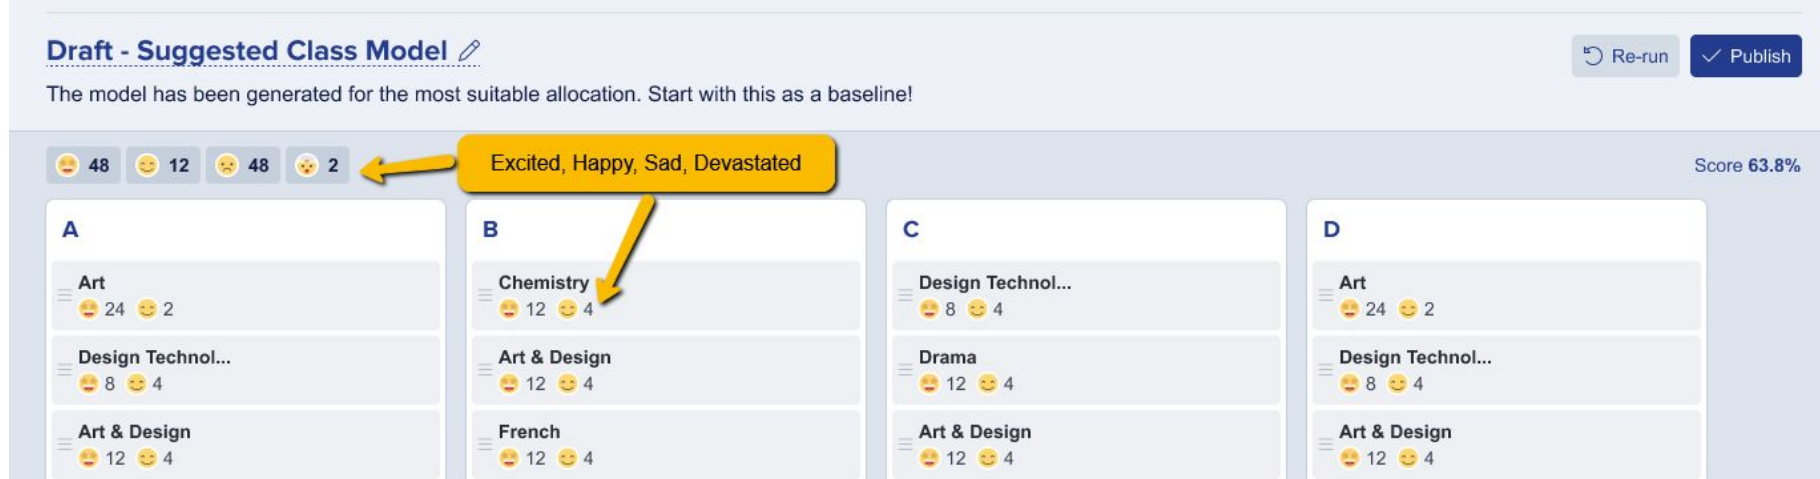 Draft - Suggested Class Model
Re-run
Publish
The model has been generated for the most suitable allocation. Start with this as a baseline!
48 12 48 2
Excited, Happy, Sad, Devastated
Score 63.8%
A
Art
24 2
Design Technol...
8 4
Art & Design
12 4
B
Chemistry
12 4
Art & Design
12 4
French
12 4
C
Design Technol...
8 4
Drama
12 4
Art & Design
12 4
D
Art
24 2
Design Technol...
8 4
Art & Design
12 4